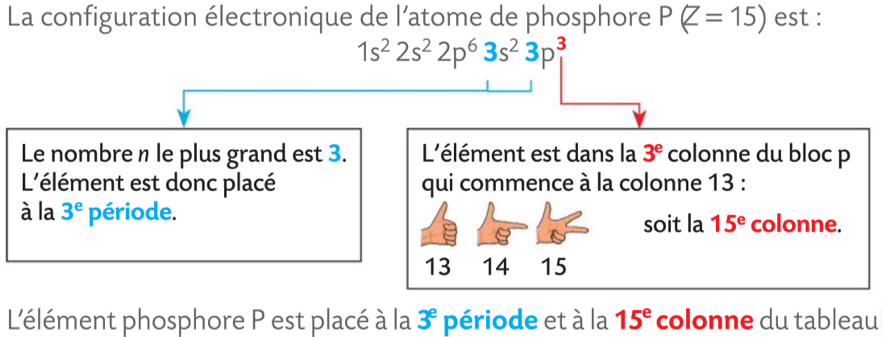 La configuration électronique de l'atome de phosphore P (Z = 15) est :
1s² 2s² 2p⁶ 3s² 3p³
Le nombre n le plus grand est 3.
L'élément est donc placé
à la 3ᵉ période.
L'élément est dans la 3ᵉ colonne du bloc p
qui commence à la colonne 13 :
soit la 15ᵉ colonne.
13 14 15
L'élément phosphore P est placé à la 3ᵉ période et à la 15ᵉ colonne du tableau